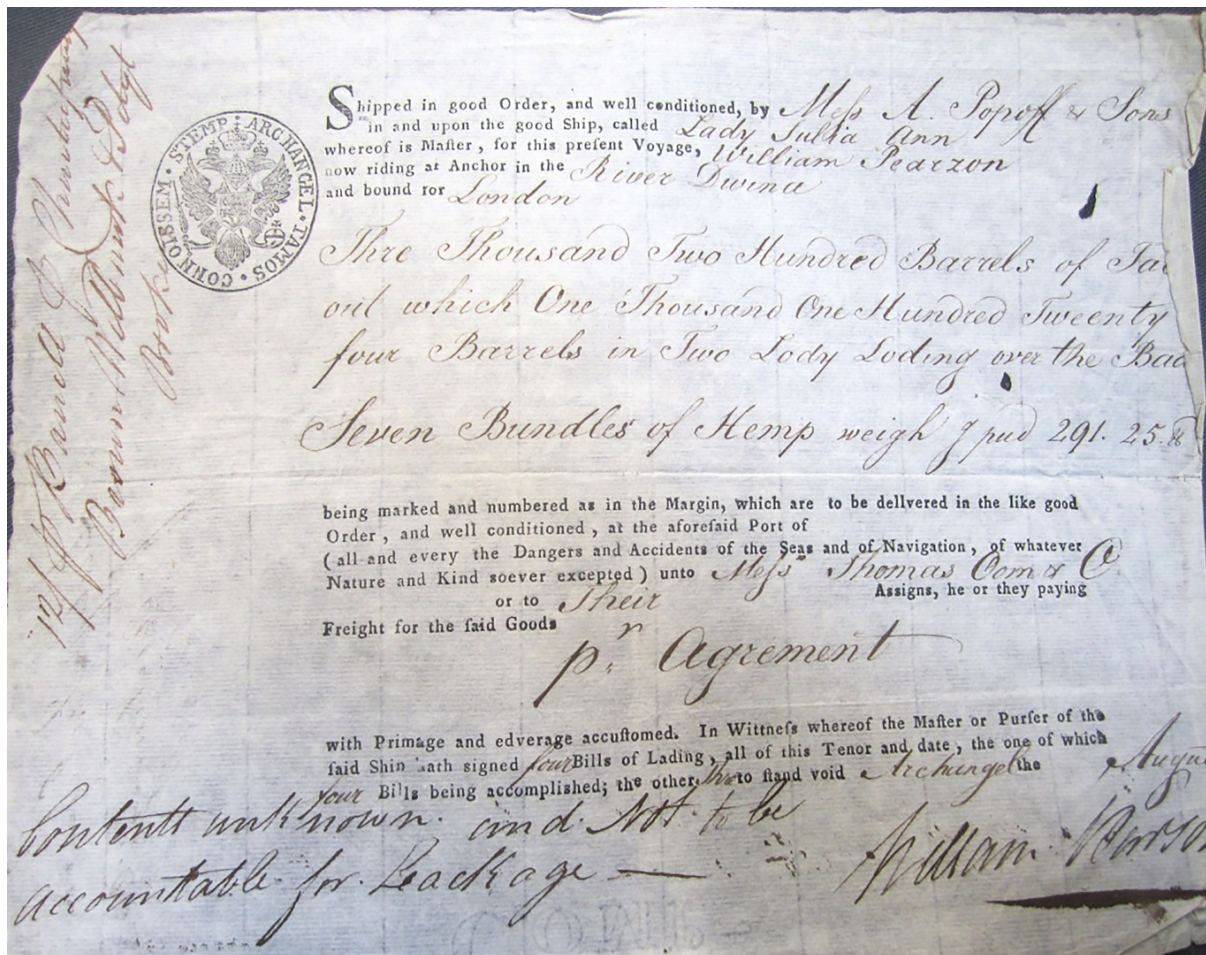 CONNOISSEM. STEMP. ARCHANGEL. TAMOS.
Shipped in good Order, and well conditioned, by Mess A. Popoff & Sons
in and upon the good Ship, called Lady Julia Ann
whereof is Maſter, for this preſent Voyage, William Pearzon
now riding at Anchor in the River Dwina
and bound for London
Thre Thousand Two Hundred Barrels of Ta
out which One Thousand One Hundred Tweenty
four Barrels in Two Lody Loding over the Ba
Seven Bundles of Hemp weigh g pud 291. 25.
being marked and numbered as in the Margin, which are to be dellvered in the like good
Order, and well conditioned, at the aforeſaid Port of
(all and every the Dangers and Accidents of the Seas and of Navigation, of whatever
Nature and Kind soever excepted) unto Mess Thomas Oom & C
or to Their Assigns, he or they paying
Freight for the ſaid Goods
pr Agrement
with Primage and edverage accuſtomed. In Wittneſs whereof the Maſter or Purſer of the
ſaid Ship hath signed four Bills of Lading, all of this Tenor and date, the one of which
four Bills being accomplished; the other thre to ſtand void Archangel the Augu
Contentt unknown. and Not to be
accountable for Leackage
William Pearson